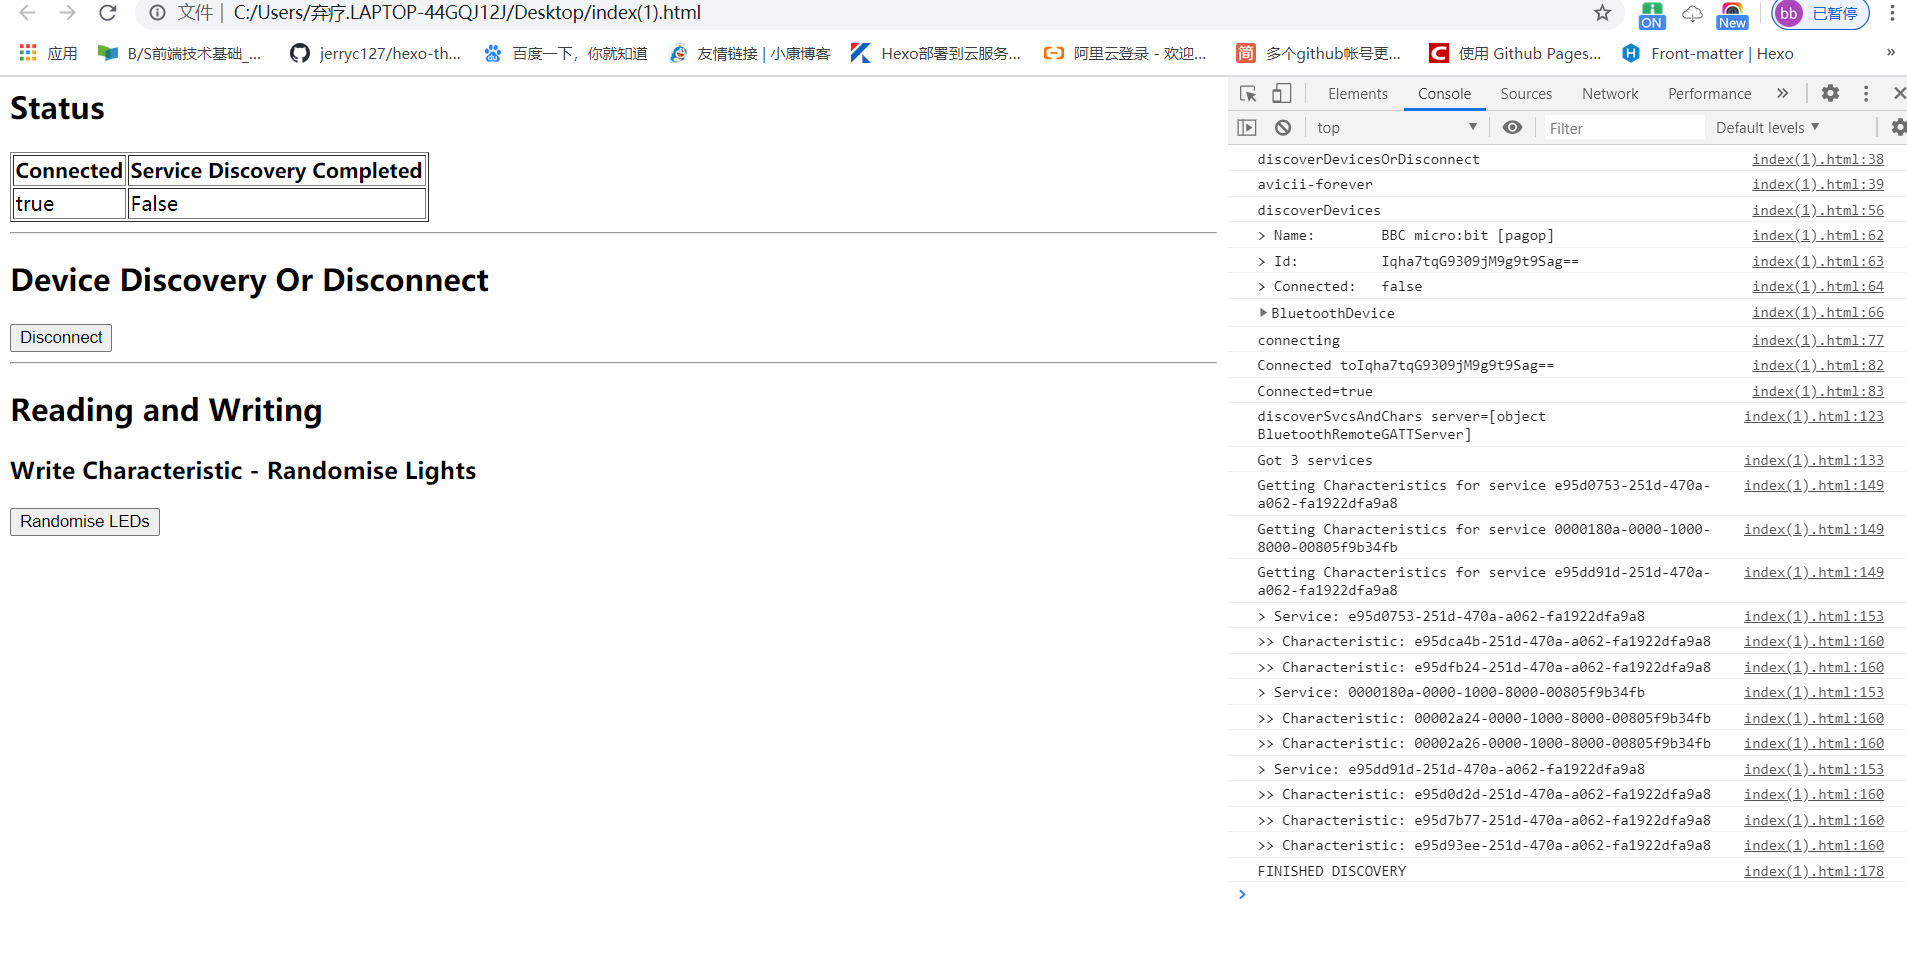 文件 | C:/Users/弃疗.LAPTOP-44GQJ12J/Desktop/index(1).html
ON
New
bb
已暂停
应用
B/S前端技术基础_...
jerryc127/hexo-th...
百度一下，你就知道
友情链接 | 小康博客
Hexo部署到云服务...
阿里云登录 - 欢迎...
简
多个github帐号更...
使用 Github Pages...
Front-matter | Hexo
»
Status
Connected Service Discovery Completed
true False
Device Discovery Or Disconnect
Disconnect
Reading and Writing
Write Characteristic - Randomise Lights
Randomise LEDs
Elements Console Sources Network Performance »
top Filter Default levels
discoverDevicesOrDisconnect index(1).html:38
avicii-forever index(1).html:39
discoverDevices index(1).html:56
> Name: BBC micro:bit [pagop] index(1).html:62
> Id: Iqha7tqG9309jM9g9t9Sag== index(1).html:63
> Connected: false index(1).html:64
BluetoothDevice index(1).html:66
connecting index(1).html:77
Connected toIqha7tqG9309jM9g9t9Sag== index(1).html:82
Connected=true index(1).html:83
discoverSvcsAndChars server=[object index(1).html:123
BluetoothRemoteGATTServer]
Got 3 services index(1).html:133
Getting Characteristics for service e95d0753-251d-470a- index(1).html:149
a062-fa1922dfa9a8
Getting Characteristics for service 0000180a-0000-1000- index(1).html:149
8000-00805f9b34fb
Getting Characteristics for service e95dd91d-251d-470a- index(1).html:149
a062-fa1922dfa9a8
> Service: e95d0753-251d-470a-a062-fa1922dfa9a8 index(1).html:153
>> Characteristic: e95dca4b-251d-470a-a062-fa1922dfa9a8 index(1).html:160
>> Characteristic: e95dfb24-251d-470a-a062-fa1922dfa9a8 index(1).html:160
> Service: 0000180a-0000-1000-8000-00805f9b34fb index(1).html:153
>> Characteristic: 00002a24-0000-1000-8000-00805f9b34fb index(1).html:160
>> Characteristic: 00002a26-0000-1000-8000-00805f9b34fb index(1).html:160
> Service: e95dd91d-251d-470a-a062-fa1922dfa9a8 index(1).html:153
>> Characteristic: e95d0d2d-251d-470a-a062-fa1922dfa9a8 index(1).html:160
>> Characteristic: e95d7b77-251d-470a-a062-fa1922dfa9a8 index(1).html:160
>> Characteristic: e95d93ee-251d-470a-a062-fa1922dfa9a8 index(1).html:160
FINISHED DISCOVERY index(1).html:178